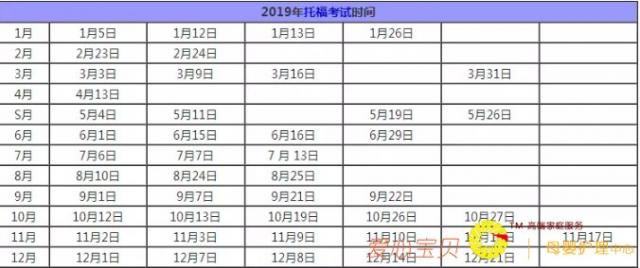 2019年托福考试时间
1月 1月5日 1月12日 1月13日 1月26日
2月 2月23日 2月24日
3月 3月3日 3月9日 3月16日 3月31日
4月 4月13日
S月 5月4日 5月11日 5月19日 5月26日
6月 6月1日 6月15日 6月16日 6月29日
7月 7月6日 7月7日 7 月 13日
8月 8月10日 8月24日 8月25日
9月 9月1日 9月7日 9月21日 9月22日
10月 10月12日 10月13日 10月19日 10月26日 10月27日
TM 高端家庭服务
11月 11月2日 11月3日 11月9日 11月10日 11月17日
爱心宝贝 母婴护理中心
12月 12月1日 12月7日 12月8日 12月14日 12月21日